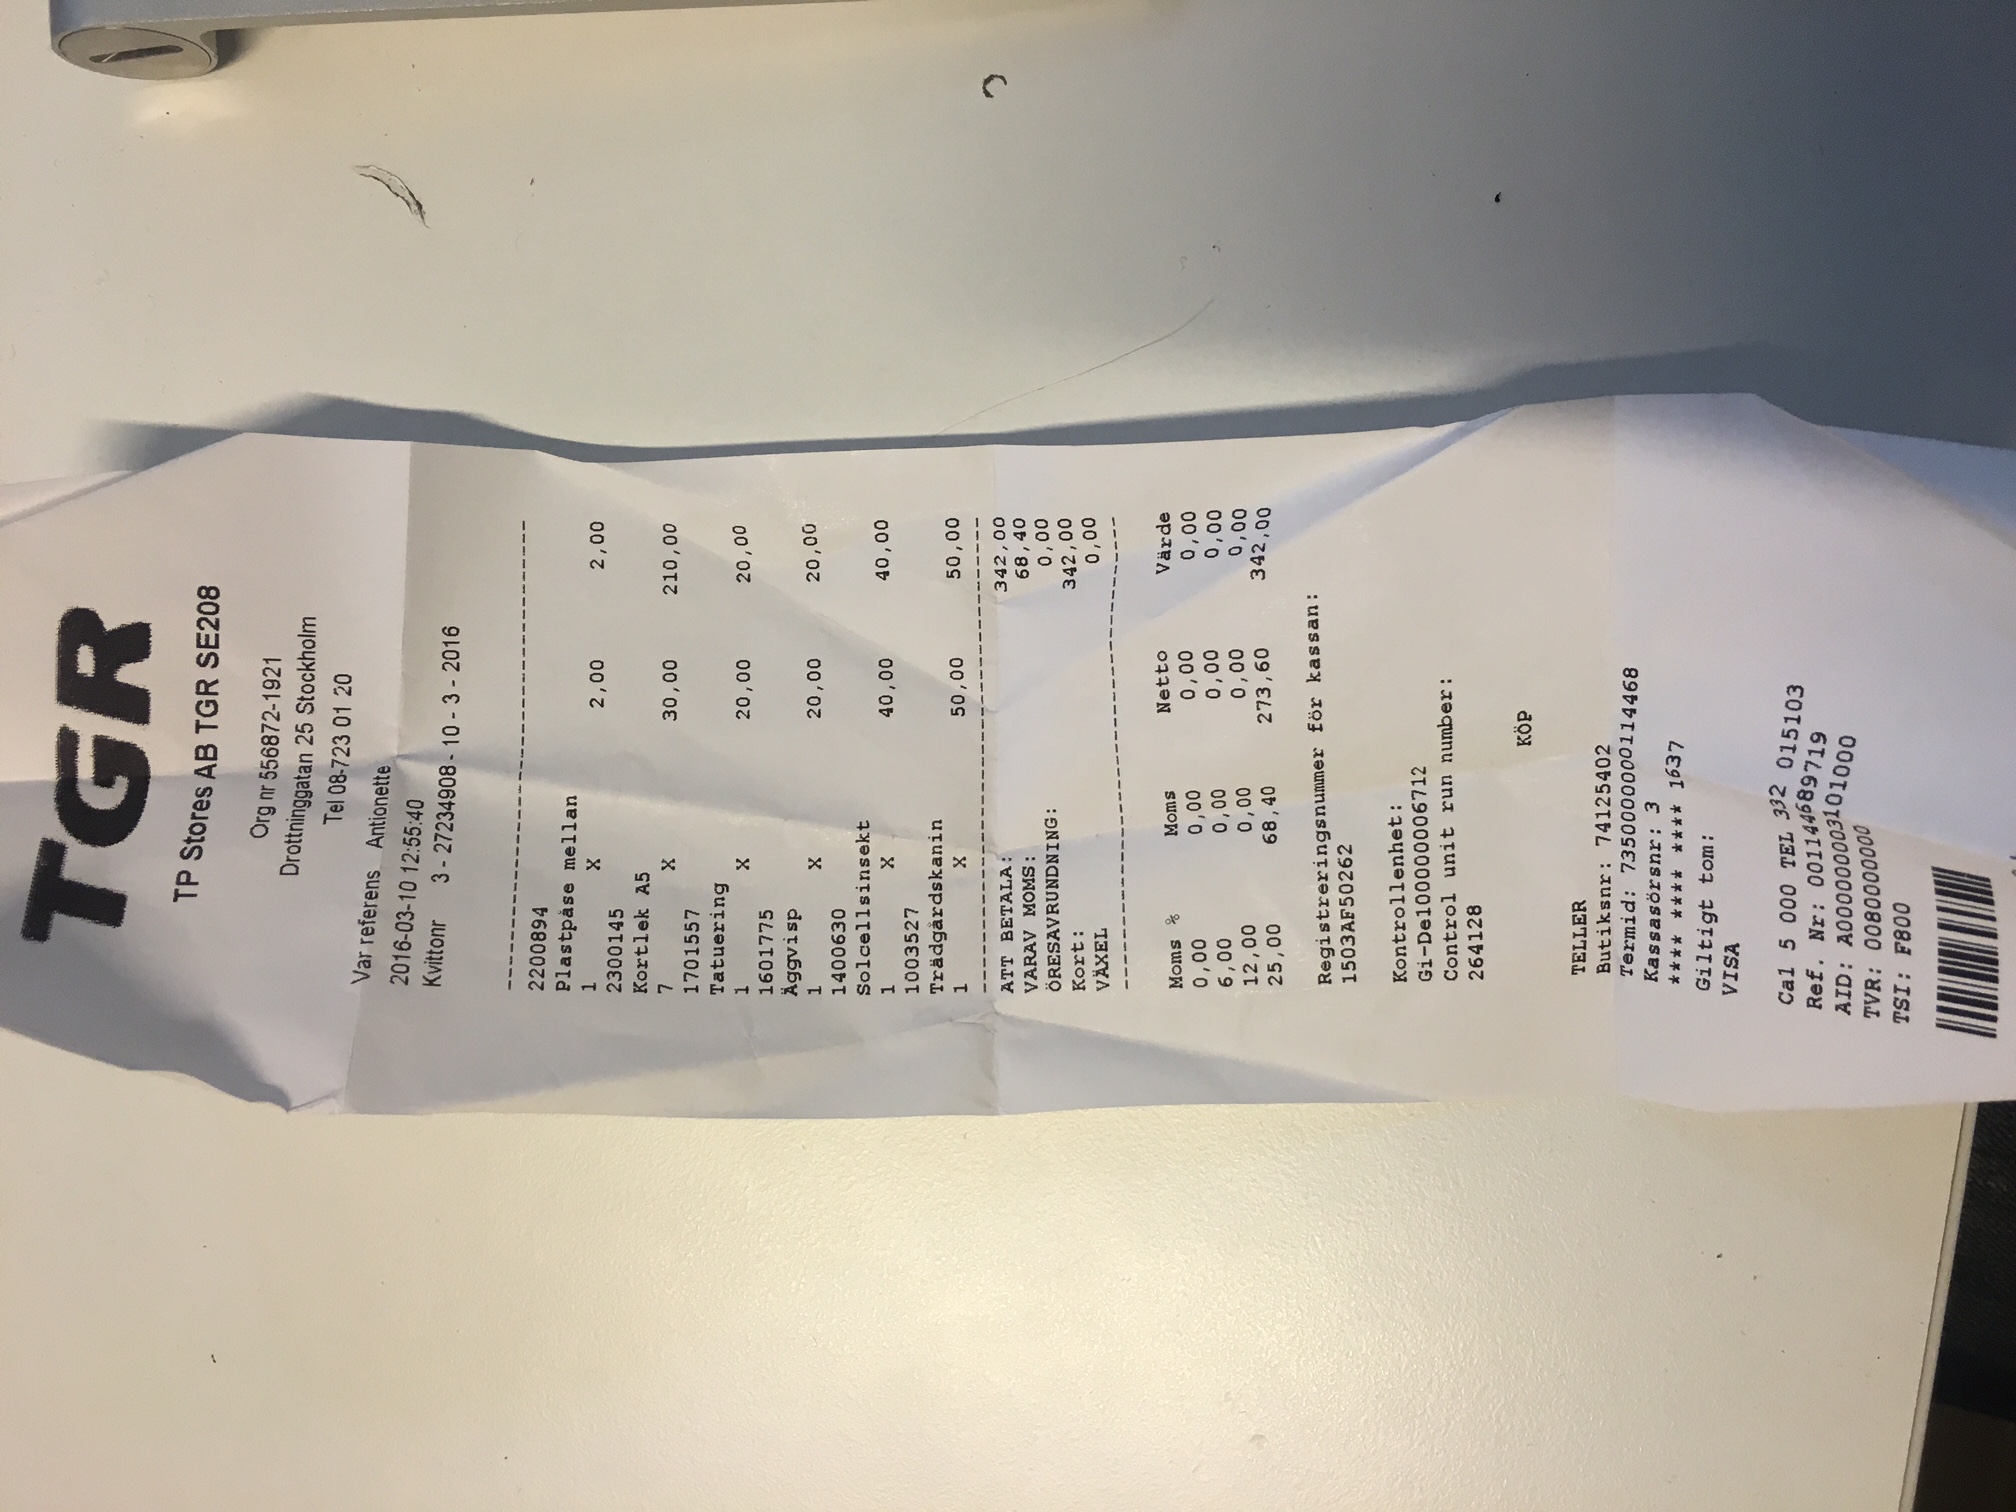 TGR
TP Stores AB TGR SE208
Org nr 556872-1921
Drottninggatan 25 Stockholm
Tel 08-723 01 20
Var referens Antionette
2016-03-10 12:55:40
Kvittonr 3 - 27234908 - 10 - 3 - 2016
2200894
Plastpåse mellan
1 X 2,00 2,00
2300145
Kortlek A5
7 X 30,00 210,00
1701557
Tatuering
1 X 20,00 20,00
1601775
Äggvisp
1 X 20,00 20,00
1400630
Solcellsinsekt
1 X 40,00 40,00
1003527
Trädgårdskanin
1 X 50,00 50,00
ATT BETALA: 342,00
VARAV MOMS: 68,40
ÖRESAVRUNDNING: 0,00
Kort: 342,00
VÄXEL 0,00
Moms % Moms Netto Värde
0,00 0,00 0,00 0,00
6,00 0,00 0,00 0,00
12,00 0,00 0,00 0,00
25,00 68,40 273,60 342,00
Registreringsnummer för kassan:
1503AF50262
Kontrollenhet:
Gi-De100000006712
Control unit run number:
264128
KÖP
TELLER
Butiksnr: 74125402
Termid: 7350000000114468
Kassasörsnr: 3
**** **** **** 1637
Giltigt tom:
VISA
Ca1 5 000 TEL 332 015103
Ref. Nr: 001144689719
AID: A0000000031010​00
TVR: 0080000000
TSI: F800